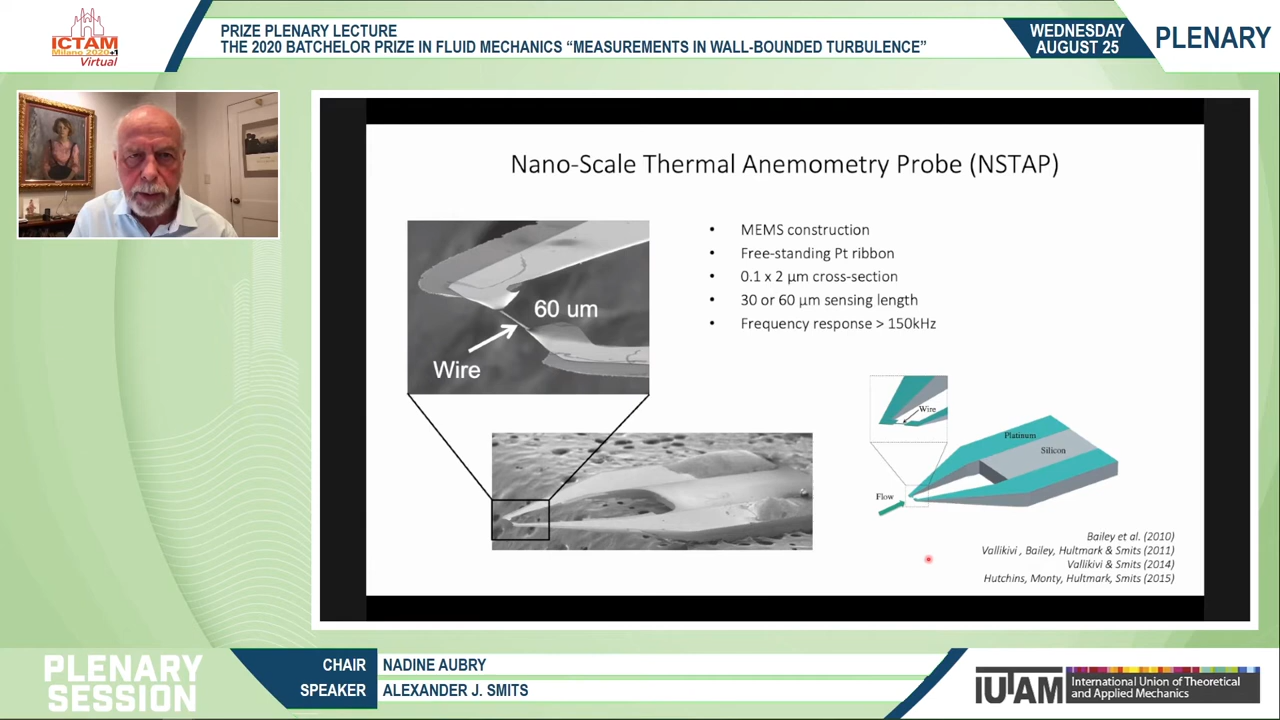 ICTAM
Milano 2020+1
Virtual
PRIZE PLENARY LECTURE
THE 2020 BATCHELOR PRIZE IN FLUID MECHANICS “MEASUREMENTS IN WALL-BOUNDED TURBULENCE”
WEDNESDAY
AUGUST 25
PLENARY
Nano-Scale Thermal Anemometry Probe (NSTAP)
60 um
Wire
• MEMS construction
• Free-standing Pt ribbon
• 0.1 x 2 µm cross-section
• 30 or 60 µm sensing length
• Frequency response > 150kHz
Wire
Platinum
Silicon
Flow
Bailey et al. (2010)
Vallikivi , Bailey, Hultmark & Smits (2011)
Vallikivi & Smits (2014)
Hutchins, Monty, Hultmark, Smits (2015)
PLENARY
SESSION
CHAIR NADINE AUBRY
SPEAKER ALEXANDER J. SMITS
IUTAM
International Union of Theoretical
and Applied Mechanics